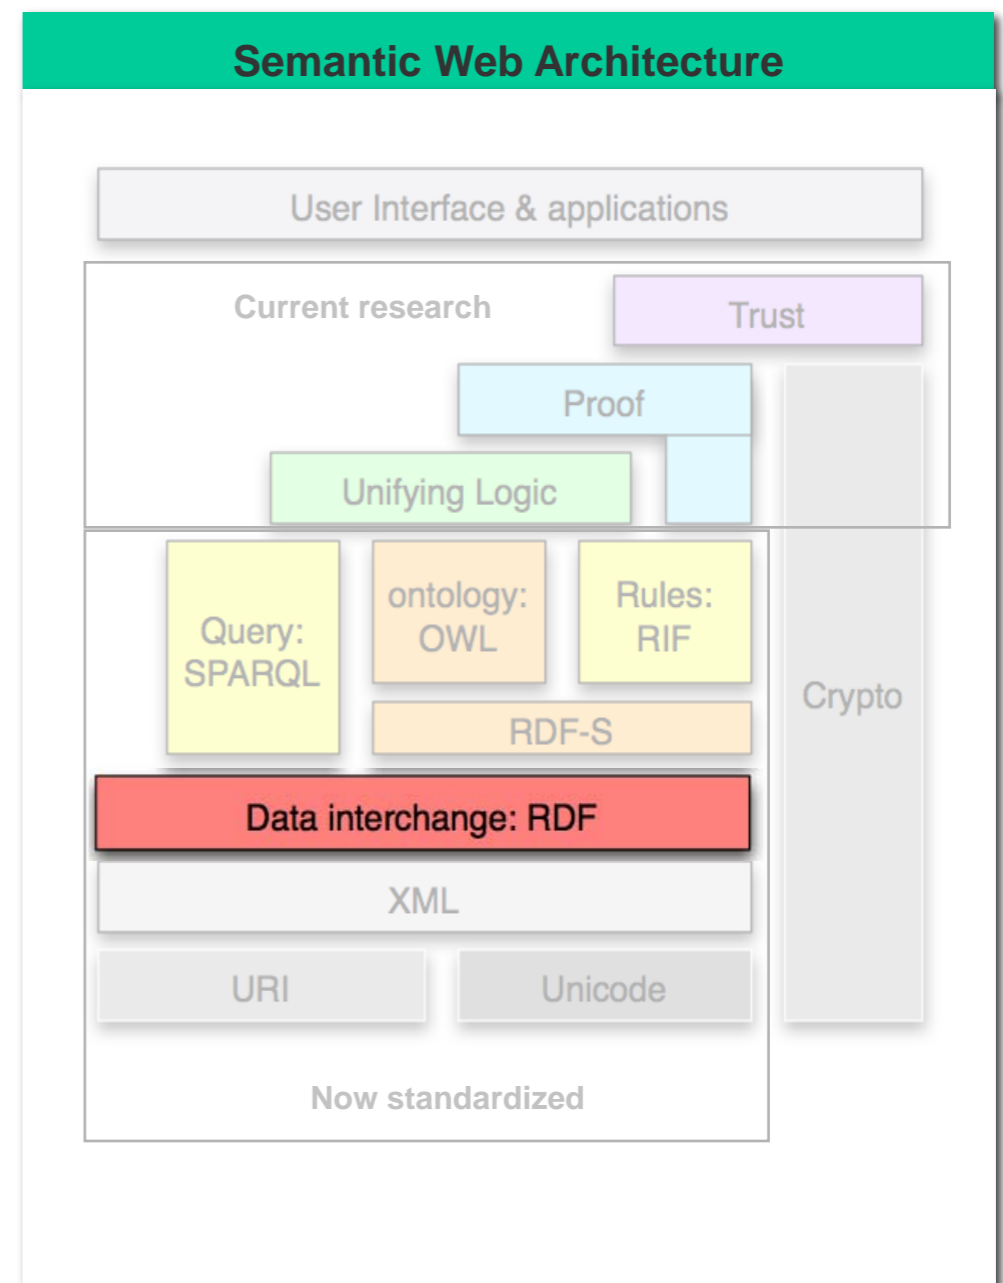 Semantic Web Architecture
User Interface & applications
Current research
Trust
Proof
Unifying Logic
Query:
SPARQL
ontology:
OWL
Rules:
RIF
RDF-S
Crypto
Data interchange: RDF
XML
URI
Unicode
Now standardized